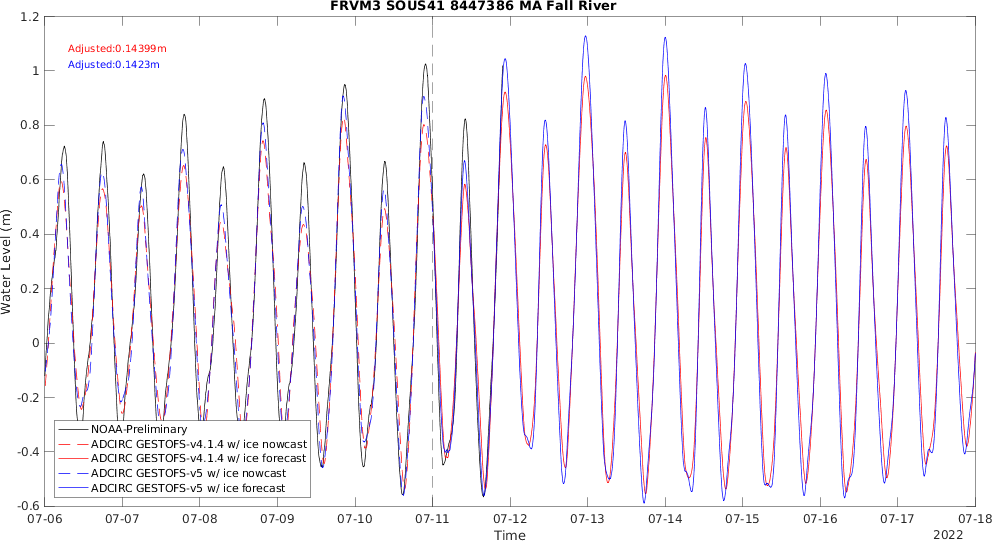 FRVM3 SOUS41 8447386 MA Fall River
1.2
Adjusted:0.14399m
Adjusted:0.1423m
1
0.8
0.6
0.4
0.2
0
-0.2
-0.4
-0.6
Water Level (m)
NOAA-Preliminary
ADCIRC GESTOFS-v4.1.4 w/ ice nowcast
ADCIRC GESTOFS-v4.1.4 w/ ice forecast
ADCIRC GESTOFS-v5 w/ ice nowcast
ADCIRC GESTOFS-v5 w/ ice forecast
07-06 07-07 07-08 07-09 07-10 07-11 07-12 07-13 07-14 07-15 07-16 07-17 07-18
Time
2022